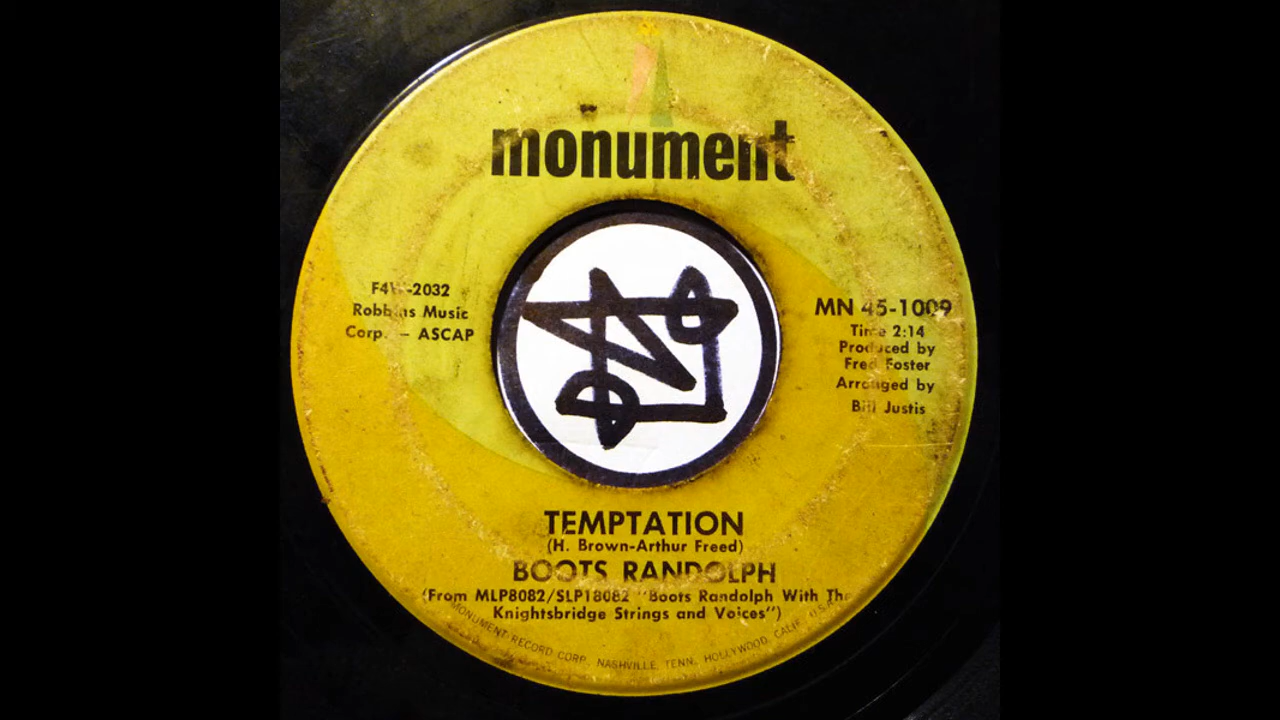 monument
F4W-2032
Robbins Music
Corp. — ASCAP
MN 45-1009
Time 2:14
Produced by
Fred Foster
Arranged by
Bill Justis
TEMPTATION
(H. Brown-Arthur Freed)
BOOTS RANDOLPH
(From MLP8082/SLP18082 "Boots Randolph With The
Knightsbridge Strings and Voices")
MONUMENT RECORD CORP. NASHVILLE, TENN. HOLLYWOOD, CALIF. U.S.A.